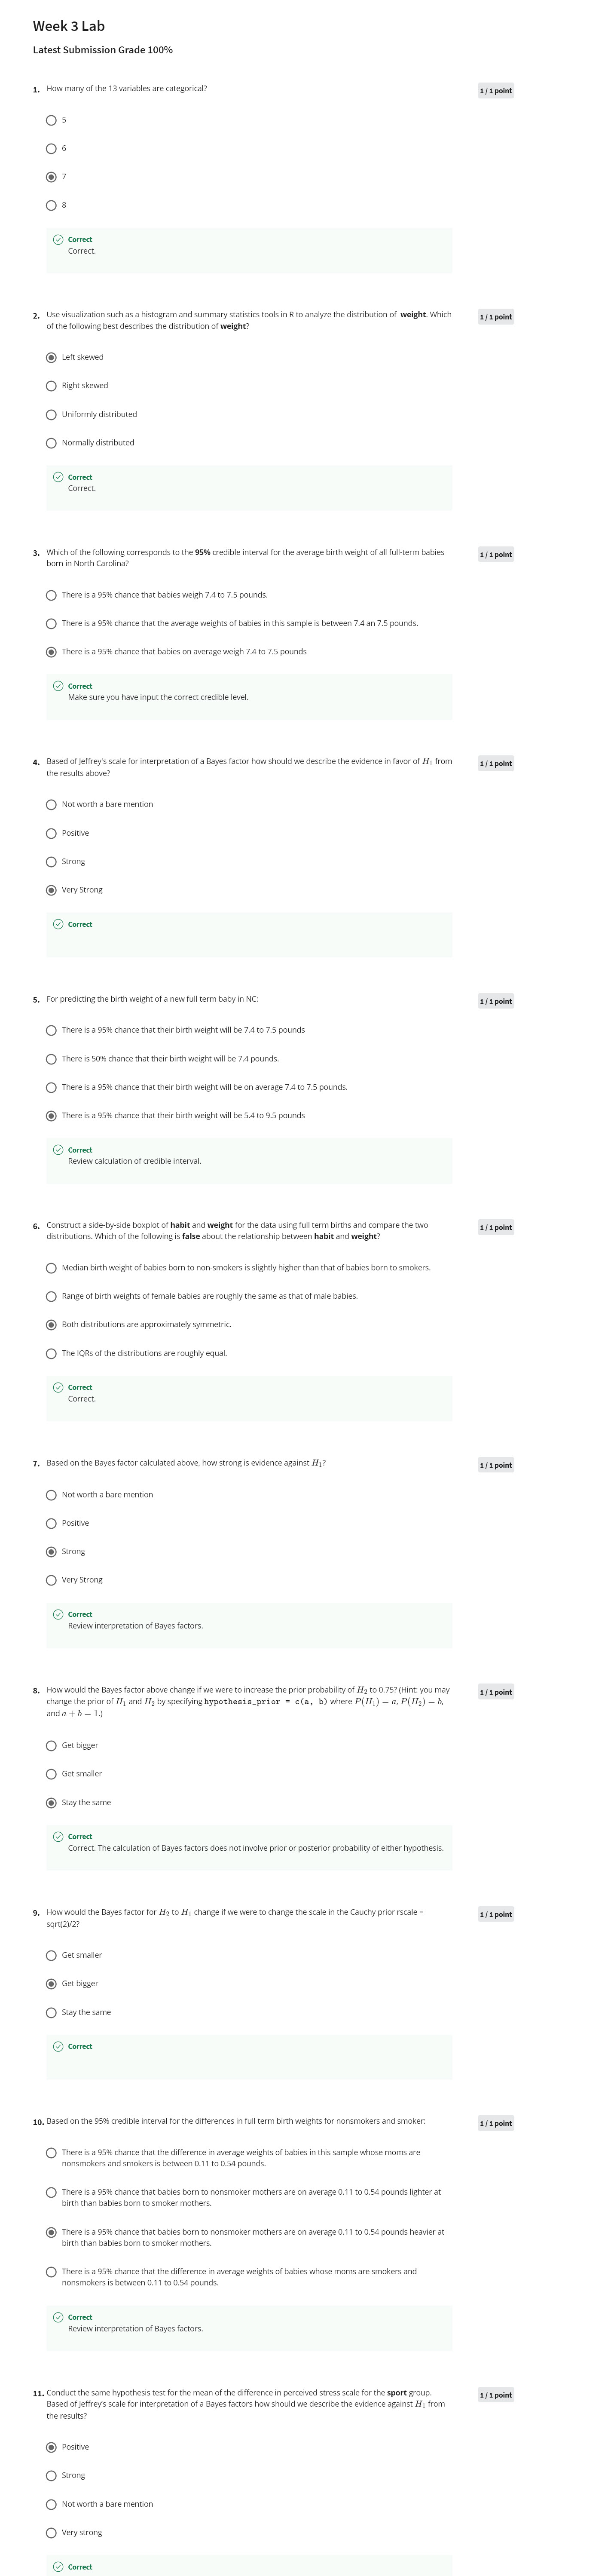 Week 3 Lab
Latest Submission Grade 100%
1. How many of the 13 variables are categorical?
1 / 1 point
5
6
7
8
Correct
Correct.
2. Use visualization such as a histogram and summary statistics tools in R to analyze the distribution of weight. Which
of the following best describes the distribution of weight?
1 / 1 point
Left skewed
Right skewed
Uniformly distributed
Normally distributed
Correct
Correct.
3. Which of the following corresponds to the 95% credible interval for the average birth weight of all full-term babies
born in North Carolina?
1 / 1 point
There is a 95% chance that babies weigh 7.4 to 7.5 pounds.
There is a 95% chance that the average weights of babies in this sample is between 7.4 an 7.5 pounds.
There is a 95% chance that babies on average weigh 7.4 to 7.5 pounds
Correct
Make sure you have input the correct credible level.
4. Based of Jeffrey's scale for interpretation of a Bayes factor how should we describe the evidence in favor of H₁ from
the results above?
1 / 1 point
Not worth a bare mention
Positive
Strong
Very Strong
Correct
5. For predicting the birth weight of a new full term baby in NC:
1 / 1 point
There is a 95% chance that their birth weight will be 7.4 to 7.5 pounds
There is 50% chance that their birth weight will be 7.4 pounds.
There is a 95% chance that their birth weight will be on average 7.4 to 7.5 pounds.
There is a 95% chance that their birth weight will be 5.4 to 9.5 pounds
Correct
Review calculation of credible interval.
6. Construct a side-by-side boxplot of habit and weight for the data using full term births and compare the two
distributions. Which of the following is false about the relationship between habit and weight?
1 / 1 point
Median birth weight of babies born to non-smokers is slightly higher than that of babies born to smokers.
Range of birth weights of female babies are roughly the same as that of male babies.
Both distributions are approximately symmetric.
The IQRs of the distributions are roughly equal.
Correct
Correct.
7. Based on the Bayes factor calculated above, how strong is evidence against H₁?
1 / 1 point
Not worth a bare mention
Positive
Strong
Very Strong
Correct
Review interpretation of Bayes factors.
8. How would the Bayes factor above change if we were to increase the prior probability of H₂ to 0.75? (Hint: you may
change the prior of H₁ and H₂ by specifying hypothesis_prior = c(a, b) where P(H₁) = a, P(H₂) = b,
and a + b = 1.)
1 / 1 point
Get bigger
Get smaller
Stay the same
Correct
Correct. The calculation of Bayes factors does not involve prior or posterior probability of either hypothesis.
9. How would the Bayes factor for H₂ to H₁ change if we were to change the scale in the Cauchy prior rscale =
sqrt(2)/2?
1 / 1 point
Get smaller
Get bigger
Stay the same
Correct
10. Based on the 95% credible interval for the differences in full term birth weights for nonsmokers and smoker:
1 / 1 point
There is a 95% chance that the difference in average weights of babies in this sample whose moms are
nonsmokers and smokers is between 0.11 to 0.54 pounds.
There is a 95% chance that babies born to nonsmoker mothers are on average 0.11 to 0.54 pounds lighter at
birth than babies born to smoker mothers.
There is a 95% chance that babies born to nonsmoker mothers are on average 0.11 to 0.54 pounds heavier at
birth than babies born to smoker mothers.
There is a 95% chance that the difference in average weights of babies whose moms are smokers and
nonsmokers is between 0.11 to 0.54 pounds.
Correct
Review interpretation of Bayes factors.
11. Conduct the same hypothesis test for the mean of the difference in perceived stress scale for the sport group.
Based of Jeffrey's scale for interpretation of a Bayes factors how should we describe the evidence against H₁ from
the results?
1 / 1 point
Positive
Strong
Not worth a bare mention
Very strong
Correct